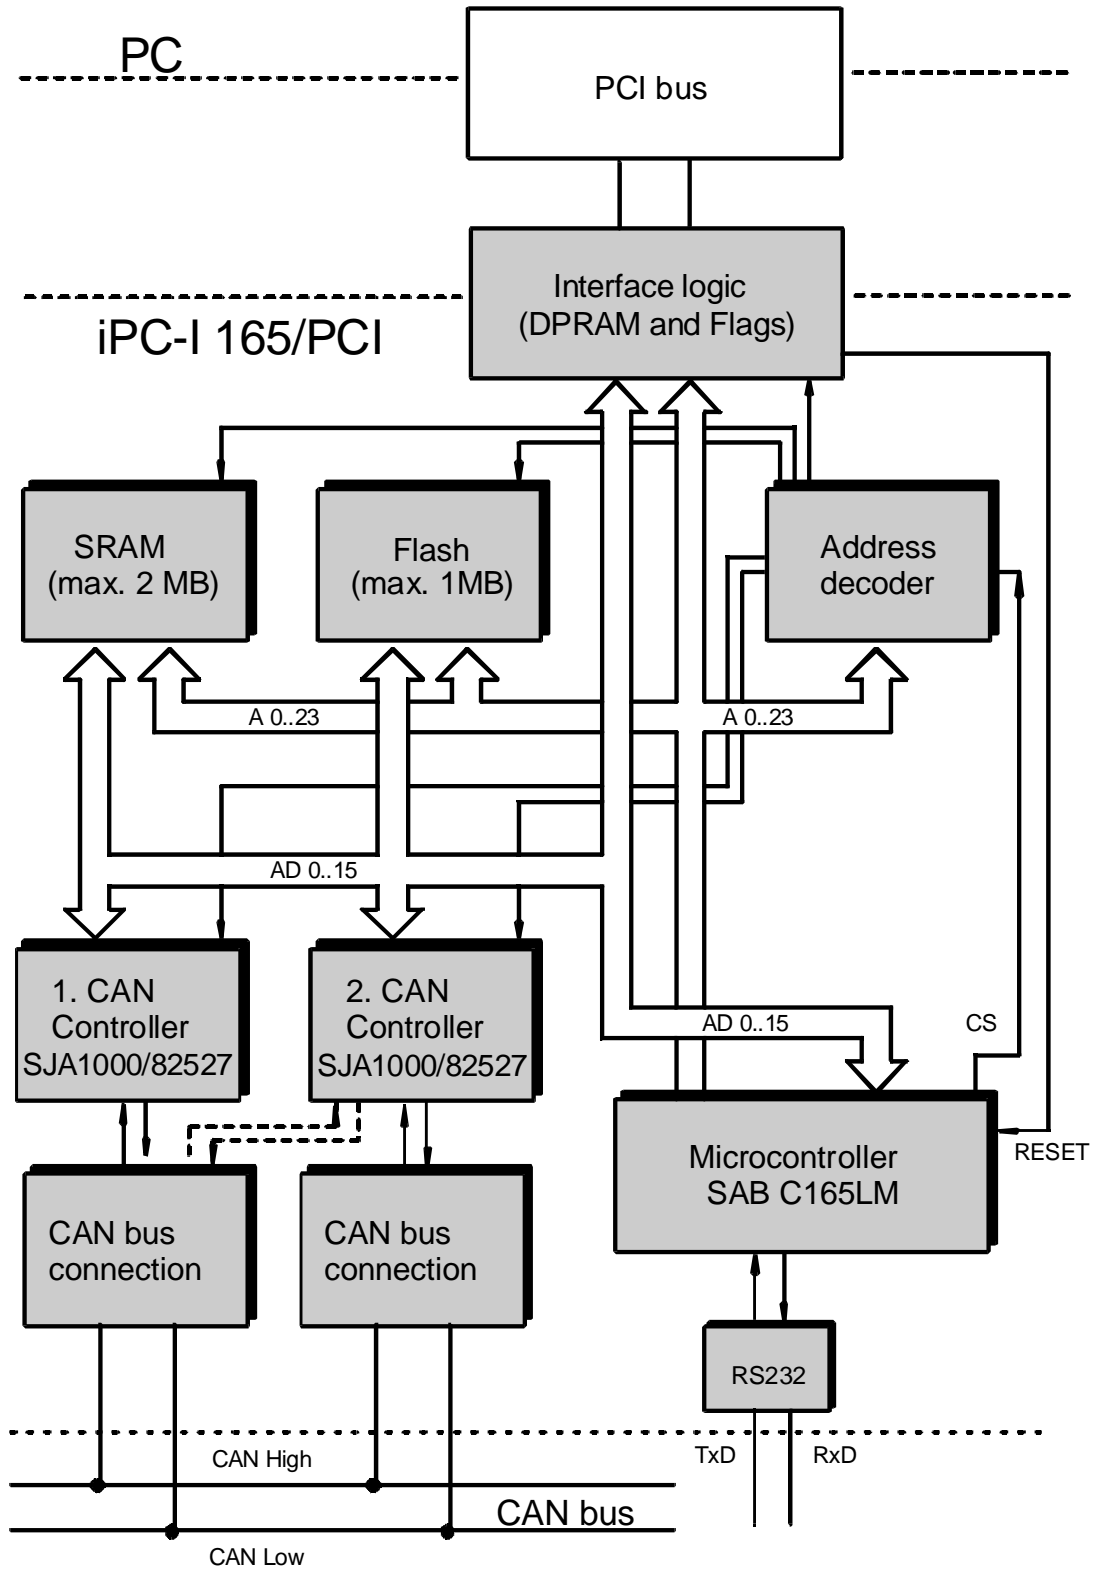 PC
PCI bus
Interface logic
(DPRAM and Flags)
iPC-I 165/PCI
SRAM
(max. 2 MB)
Flash
(max. 1MB)
Address
decoder
A 0..23
A 0..23
AD 0..15
1. CAN
Controller
SJA1000/82527
2. CAN
Controller
SJA1000/82527
AD 0..15
CS
RESET
Microcontroller
SAB C165LM
CAN bus
connection
CAN bus
connection
RS232
TxD
RxD
CAN High
CAN bus
CAN Low